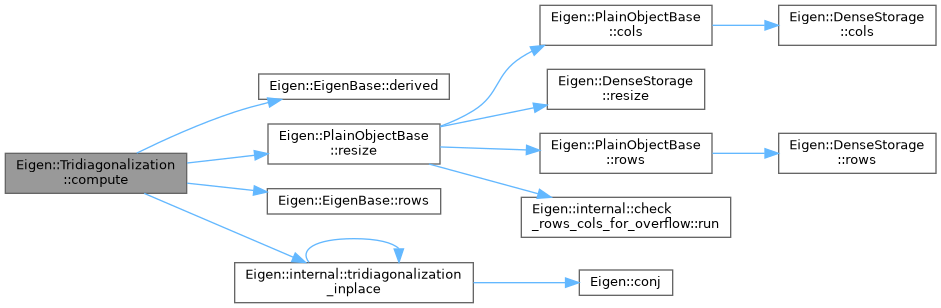 Eigen::Tridiagonalization
::compute
Eigen::EigenBase::derived
Eigen::PlainObjectBase
::resize
Eigen::EigenBase::rows
Eigen::internal::tridiagonalization
_inplace
Eigen::PlainObjectBase
::cols
Eigen::DenseStorage
::resize
Eigen::PlainObjectBase
::rows
Eigen::internal::check
_rows_cols_for_overflow::run
Eigen::conj
Eigen::DenseStorage
::cols
Eigen::DenseStorage
::rows